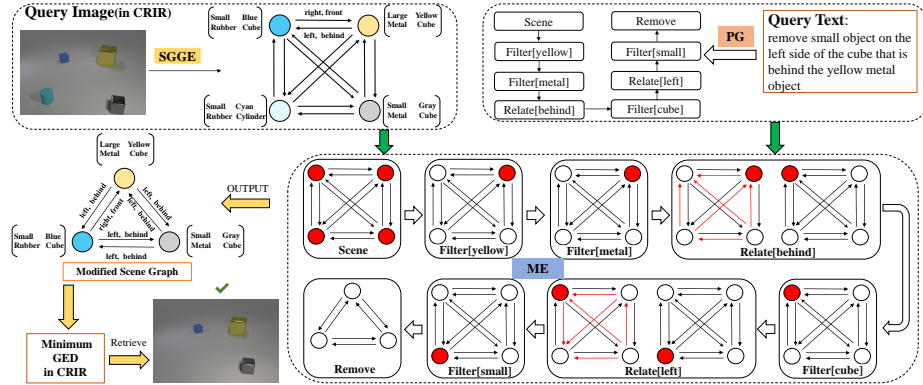 Query Image(in CRIR)
SGGE
Small Blue
Rubber Cube
right, front
left, behind
Large Yellow
Metal Cube
Small Cyan
Rubber Cylinder
Small Gray
Metal Cube
Scene
Filter[yellow]
Filter[metal]
Relate[behind]
Remove
Filter[small]
Relate[left]
Filter[cube]
PG
Query Text:
remove small object on the
left side of the cube that is
behind the yellow metal
object
Large Yellow
Metal Cube
left, behind
right, front
left, behind
left, behind
Small Blue
Rubber Cube
left, behind
left, behind
Small Gray
Metal Cube
Modified Scene Graph
OUTPUT
Minimum
GED
in CRIR
Retrieve
Scene
Filter[yellow]
Filter[metal]
Relate[behind]
ME
Remove
Filter[small]
Relate[left]
Filter[cube]